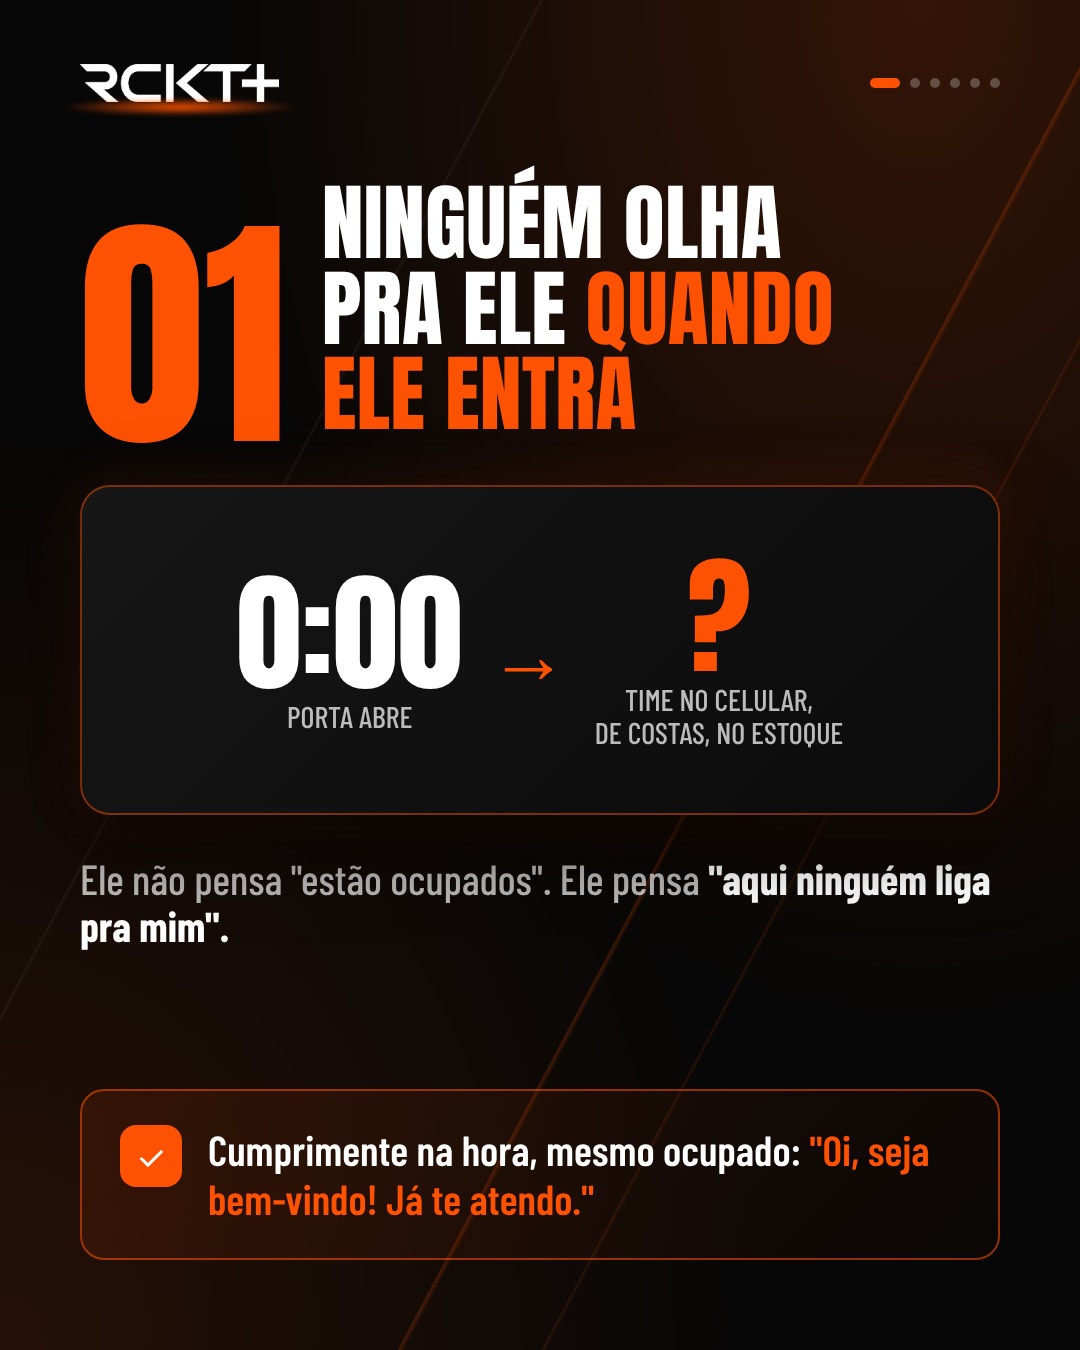 RCKT+
01
NINGUÉM OLHA
PRA ELE QUANDO
ELE ENTRA
0:00
PORTA ABRE
→
?
TIME NO CELULAR,
DE COSTAS, NO ESTOQUE
Ele não pensa "estão ocupados". Ele pensa "aqui ninguém liga
pra mim".
Cumprimente na hora, mesmo ocupado: "Oi, seja
bem-vindo! Já te atendo."